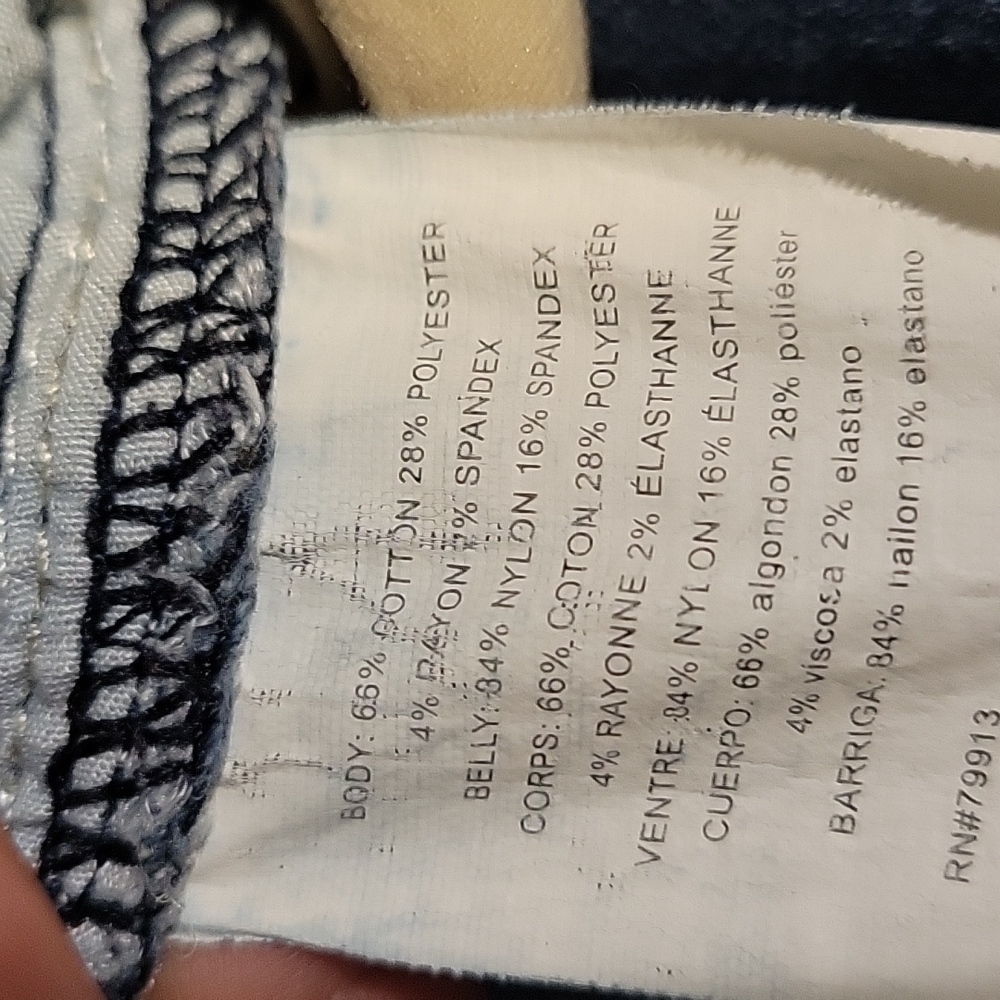 BODY: 66% COTTON 28% POLYESTER
4% RAYON 2% SPANDEX
BELLY: 84% NYLON 16% SPANDEX
CORPS: 66% COTON 28% POLYESTER
4% RAYONNE 2% ÉLASTHANNE
VENTRE: 84% NYLON 16% ÉLASTHANNE
CUERPO: 66% algondon 28% poliéster
4% viscosa 2% elastano
BARRIGA: 84% nailon 16% elastano
RN#79913